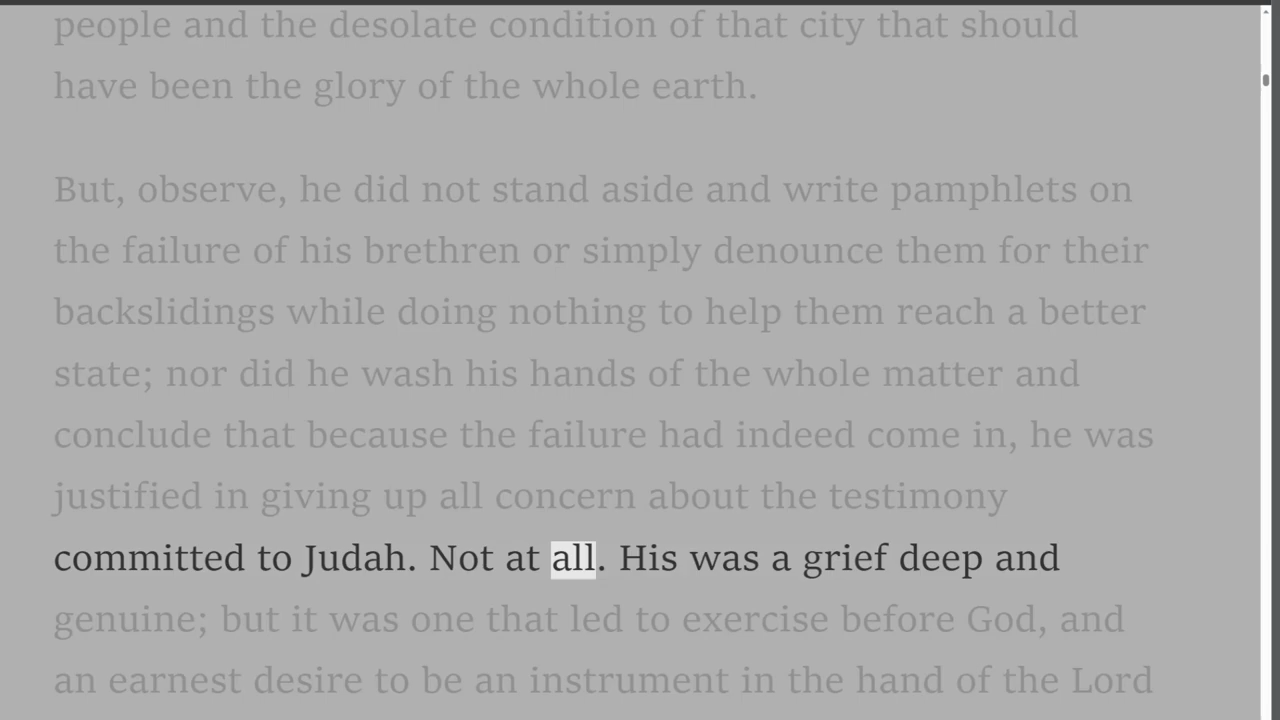 people and the desolate condition of that city that should
have been the glory of the whole earth.
But, observe, he did not stand aside and write pamphlets on
the failure of his brethren or simply denounce them for their
backslidings while doing nothing to help them reach a better
state; nor did he wash his hands of the whole matter and
conclude that because the failure had indeed come in, he was
justified in giving up all concern about the testimony
committed to Judah. Not at all. His was a grief deep and
genuine; but it was one that led to exercise before God, and
an earnest desire to be an instrument in the hand of the Lord